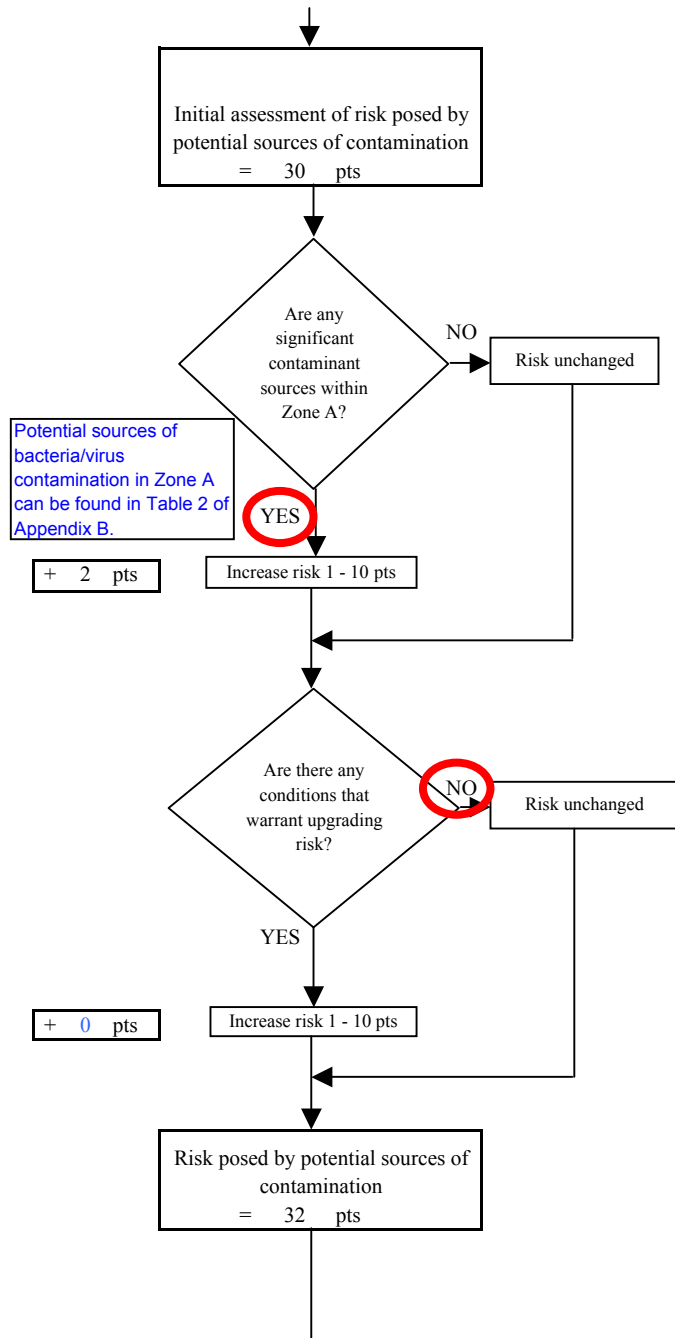 Initial assessment of risk posed by
potential sources of contamination
= 30 pts
Are any
significant
contaminant
sources within
Zone A?
NO
Risk unchanged
Potential sources of
bacteria/virus
contamination in Zone A
can be found in Table 2 of
Appendix B.
YES
+ 2 pts
Increase risk 1 - 10 pts
Are there any
conditions that
warrant upgrading
risk?
NO
Risk unchanged
YES
+ 0 pts
Increase risk 1 - 10 pts
Risk posed by potential sources of
contamination
= 32 pts